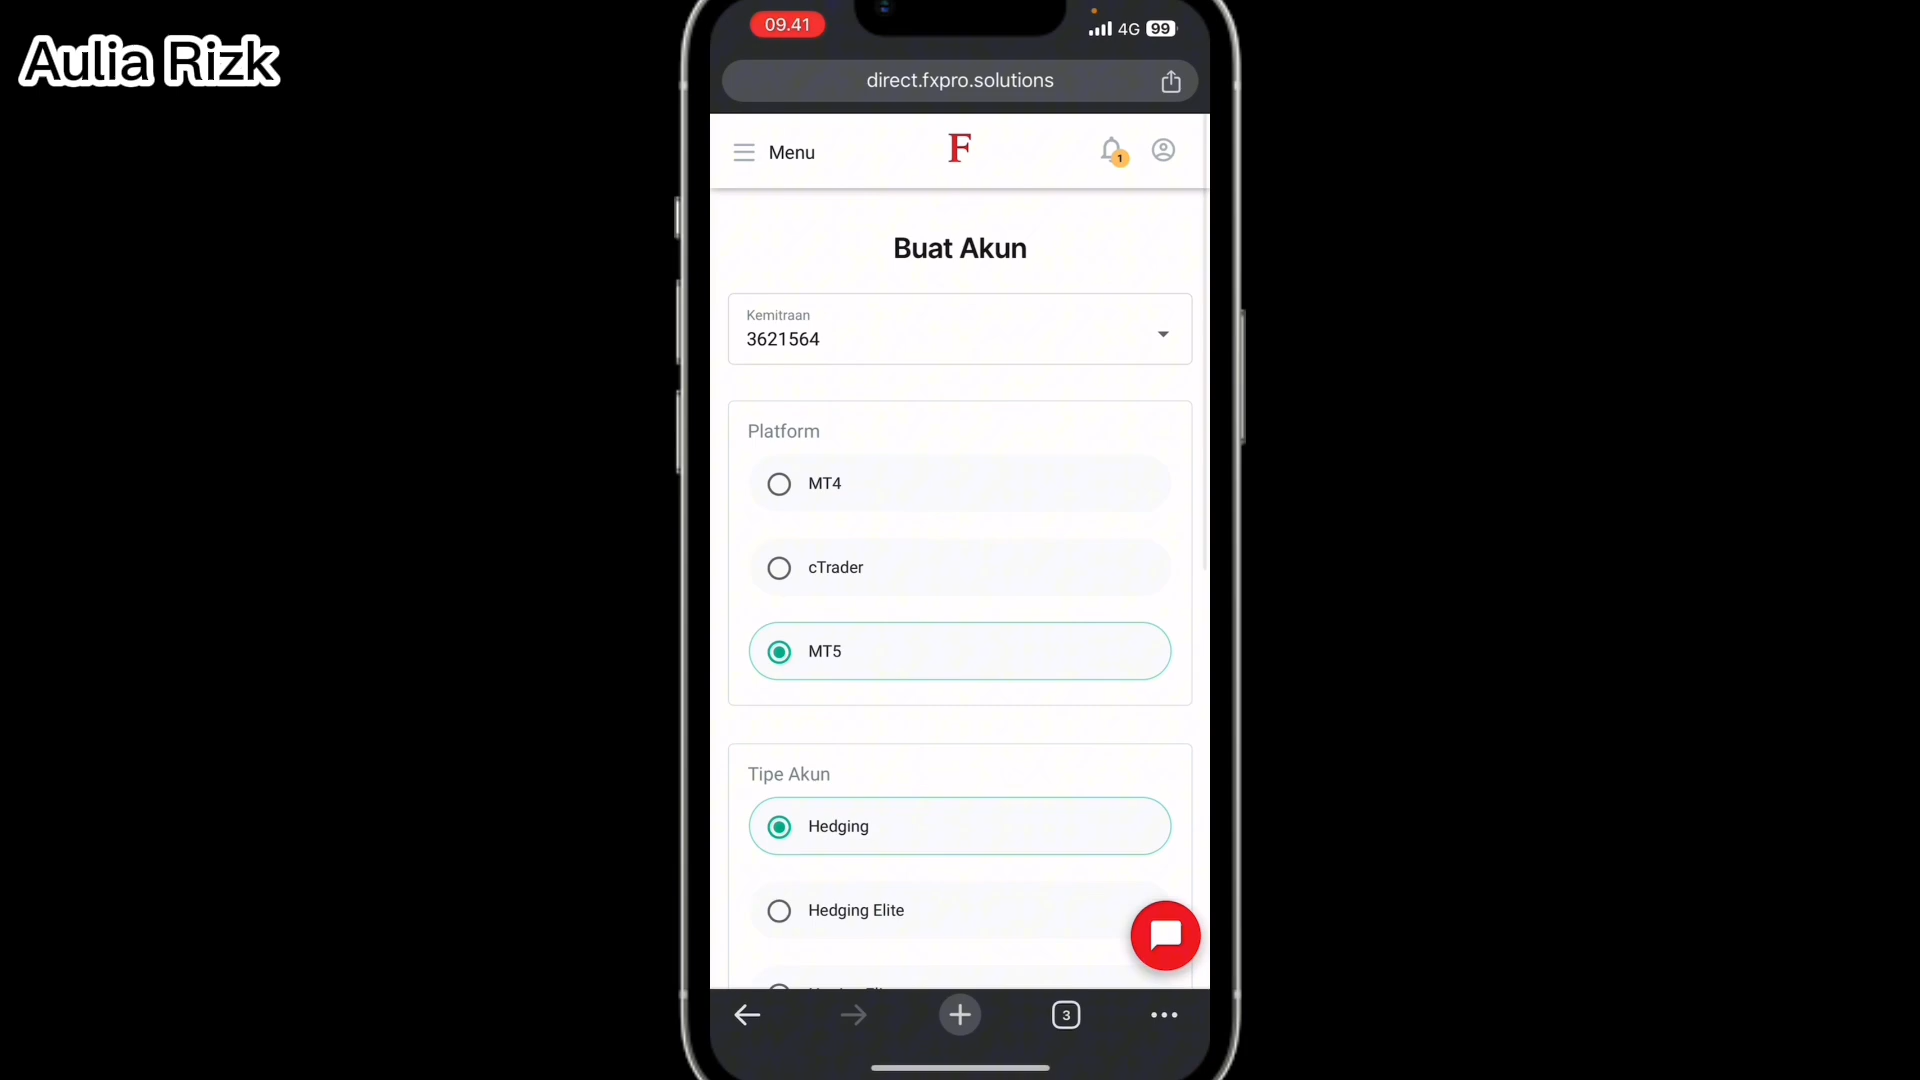 Aulia Rizk
09.41
4G 99
direct.fxpro.solutions
Menu
F
1
Buat Akun
Kemitraan
3621564
Platform
MT4
cTrader
MT5
Tipe Akun
Hedging
Hedging Elite
3